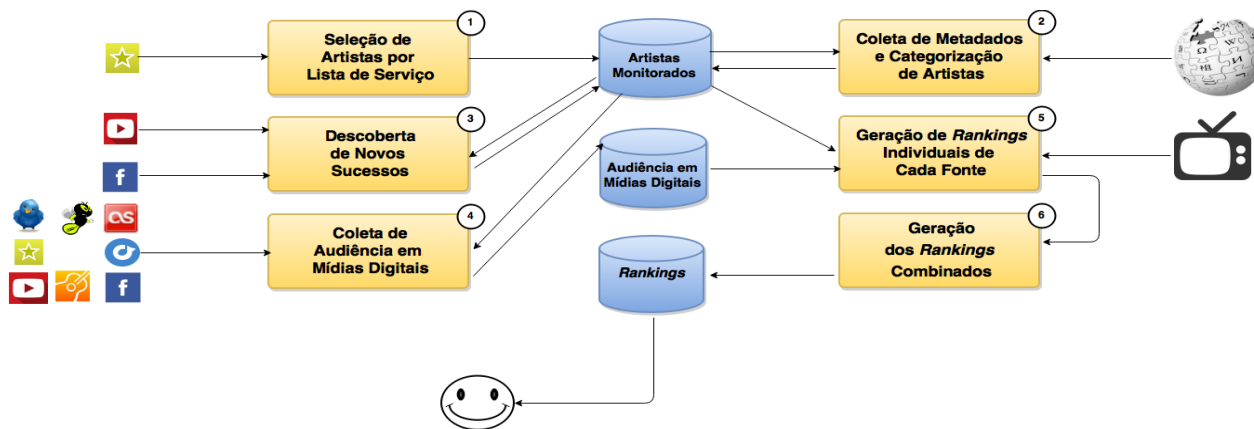 1
Seleção de
Artistas por
Lista de Serviço
Artistas
Monitorados
2
Coleta de Metadados
e Categorização
de Artistas
3
Descoberta
de Novos
Sucessos
Audiência em
Mídias Digitais
5
Geração de Rankings
Individuais de
Cada Fonte
4
Coleta de
Audiência em
Mídias Digitais
Rankings
6
Geração
dos Rankings
Combinados